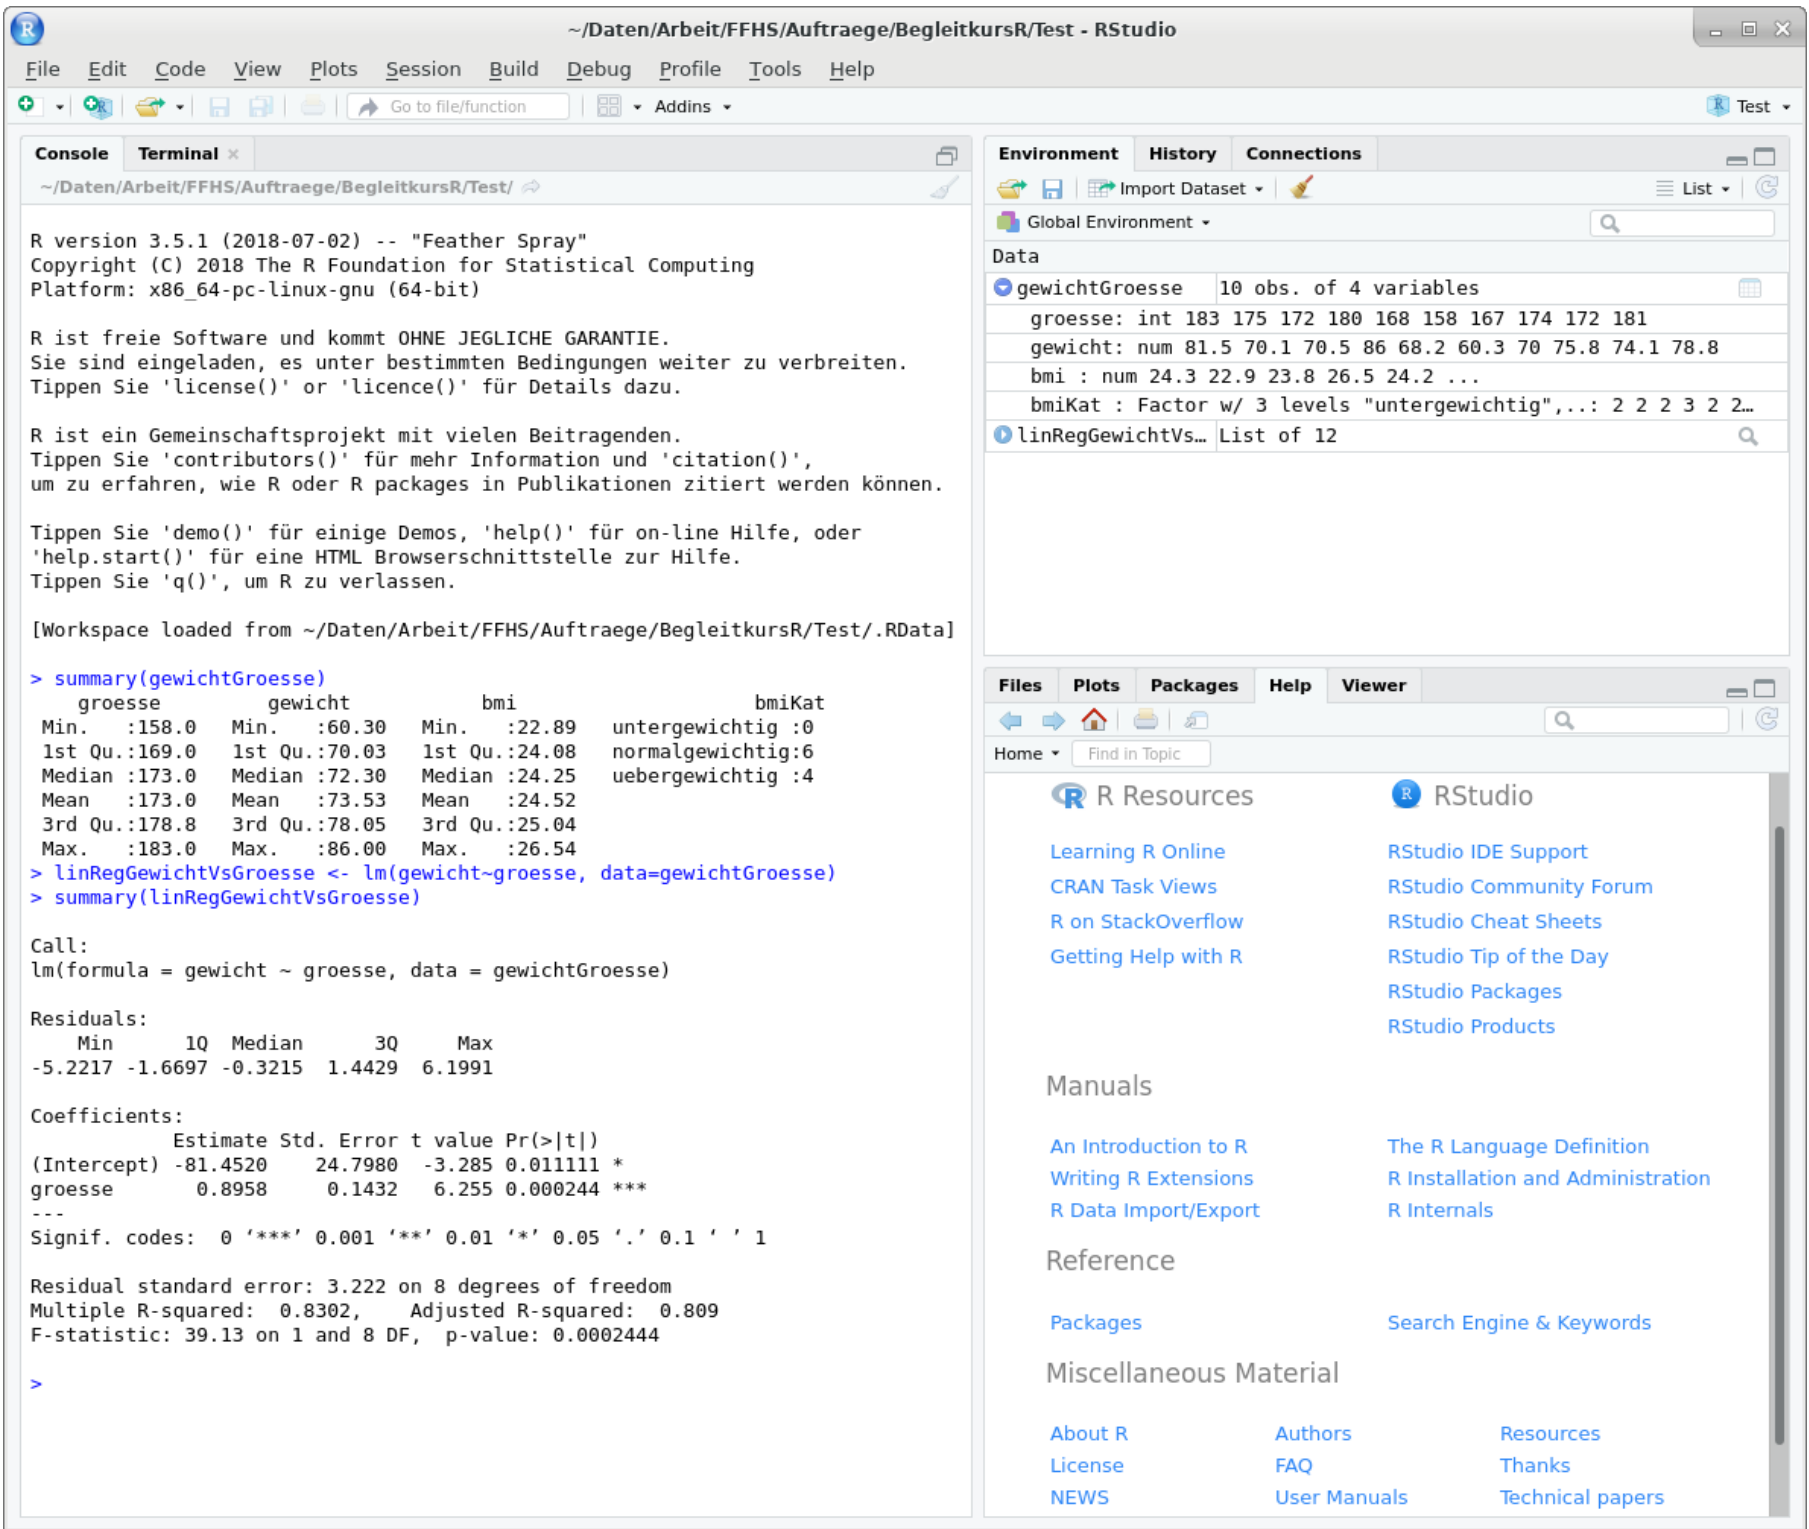 ~/Daten/Arbeit/FFHS/Auftraege/BegleitkursR/Test - RStudio
File Edit Code View Plots Session Build Debug Profile Tools Help
Go to file/function Addins Test
Console Terminal
~/Daten/Arbeit/FFHS/Auftraege/BegleitkursR/Test/
R version 3.5.1 (2018-07-02) -- "Feather Spray"
Copyright (C) 2018 The R Foundation for Statistical Computing
Platform: x86_64-pc-linux-gnu (64-bit)
R ist freie Software und kommt OHNE JEGLICHE GARANTIE.
Sie sind eingeladen, es unter bestimmten Bedingungen weiter zu verbreiten.
Tippen Sie 'license()' or 'licence()' für Details dazu.
R ist ein Gemeinschaftsprojekt mit vielen Beitragenden.
Tippen Sie 'contributors()' für mehr Information und 'citation()',
um zu erfahren, wie R oder R packages in Publikationen zitiert werden können.
Tippen Sie 'demo()' für einige Demos, 'help()' für on-line Hilfe, oder
'help.start()' für eine HTML Browserschnittstelle zur Hilfe.
Tippen Sie 'q()', um R zu verlassen.
[Workspace loaded from ~/Daten/Arbeit/FFHS/Auftraege/BegleitkursR/Test/.RData]
> summary(gewichtGroesse)
    groesse         gewicht           bmi                    bmiKat
 Min.   :158.0   Min.   :60.30   Min.   :22.89   untergewichtig :0
 1st Qu.:169.0   1st Qu.:70.03   1st Qu.:24.08   normalgewichtig:6
 Median :173.0   Median :72.30   Median :24.25   uebergewichtig :4
 Mean   :173.0   Mean   :73.53   Mean   :24.52
 3rd Qu.:178.8   3rd Qu.:78.05   3rd Qu.:25.04
 Max.   :183.0   Max.   :86.00   Max.   :26.54
> linRegGewichtVsGroesse <- lm(gewicht~groesse, data=gewichtGroesse)
> summary(linRegGewichtVsGroesse)
Call:
lm(formula = gewicht ~ groesse, data = gewichtGroesse)
Residuals:
    Min      1Q  Median      3Q     Max
-5.2217 -1.6697 -0.3215  1.4429  6.1991
Coefficients:
            Estimate Std. Error t value Pr(>|t|)
(Intercept) -81.4520    24.7980  -3.285 0.011111 *
groesse       0.8958     0.1432   6.255 0.000244 ***
---
Signif. codes:  0 ‘***’ 0.001 ‘**’ 0.01 ‘*’ 0.05 ‘.’ 0.1 ‘ ’ 1
Residual standard error: 3.222 on 8 degrees of freedom
Multiple R-squared:  0.8302,    Adjusted R-squared:  0.809
F-statistic: 39.13 on 1 and 8 DF,  p-value: 0.0002444
>
Environment History Connections
Import Dataset List
Global Environment
Data
gewichtGroesse 10 obs. of 4 variables
groesse: int 183 175 172 180 168 158 167 174 172 181
gewicht: num 81.5 70.1 70.5 86 68.2 60.3 70 75.8 74.1 78.8
bmi : num 24.3 22.9 23.8 26.5 24.2 ...
bmiKat : Factor w/ 3 levels "untergewichtig",..: 2 2 2 3 2 2…
linRegGewichtVs… List of 12
Files Plots Packages Help Viewer
Home Find in Topic
R Resources RStudio
Learning R Online RStudio IDE Support
CRAN Task Views RStudio Community Forum
R on StackOverflow RStudio Cheat Sheets
Getting Help with R RStudio Tip of the Day
RStudio Packages
RStudio Products
Manuals
An Introduction to R The R Language Definition
Writing R Extensions R Installation and Administration
R Data Import/Export R Internals
Reference
Packages Search Engine & Keywords
Miscellaneous Material
About R Authors Resources
License FAQ Thanks
NEWS User Manuals Technical papers